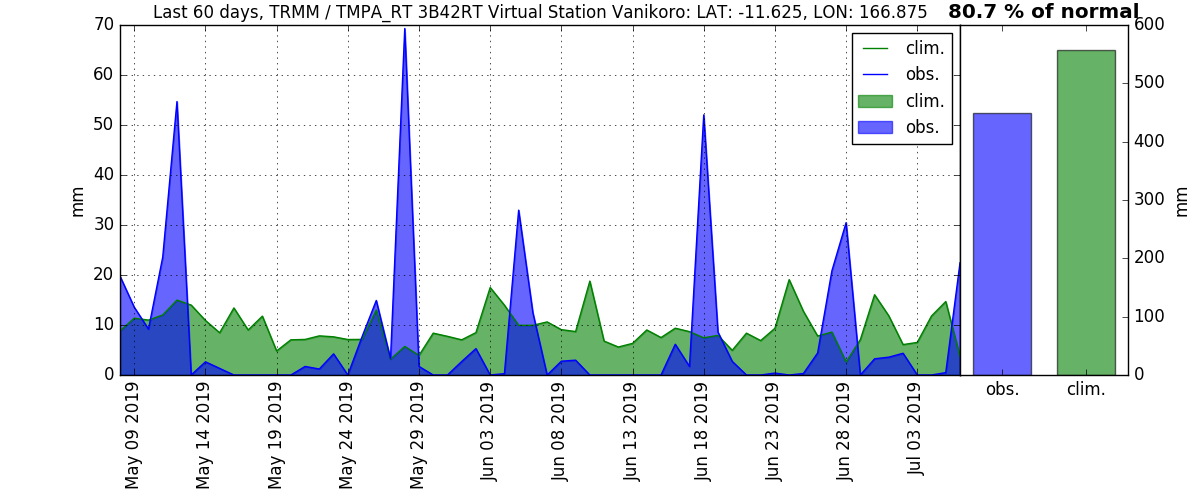 Last 60 days, TRMM / TMPA_RT 3B42RT Virtual Station Vanikoro: LAT: -11.625, LON: 166.875
80.7 % of normal
70
60
50
40
30
20
10
0
mm
clim.
obs.
clim.
obs.
600
500
400
300
200
100
0
mm
obs.
clim.
May 09 2019
May 14 2019
May 19 2019
May 24 2019
May 29 2019
Jun 03 2019
Jun 08 2019
Jun 13 2019
Jun 18 2019
Jun 23 2019
Jun 28 2019
Jul 03 2019